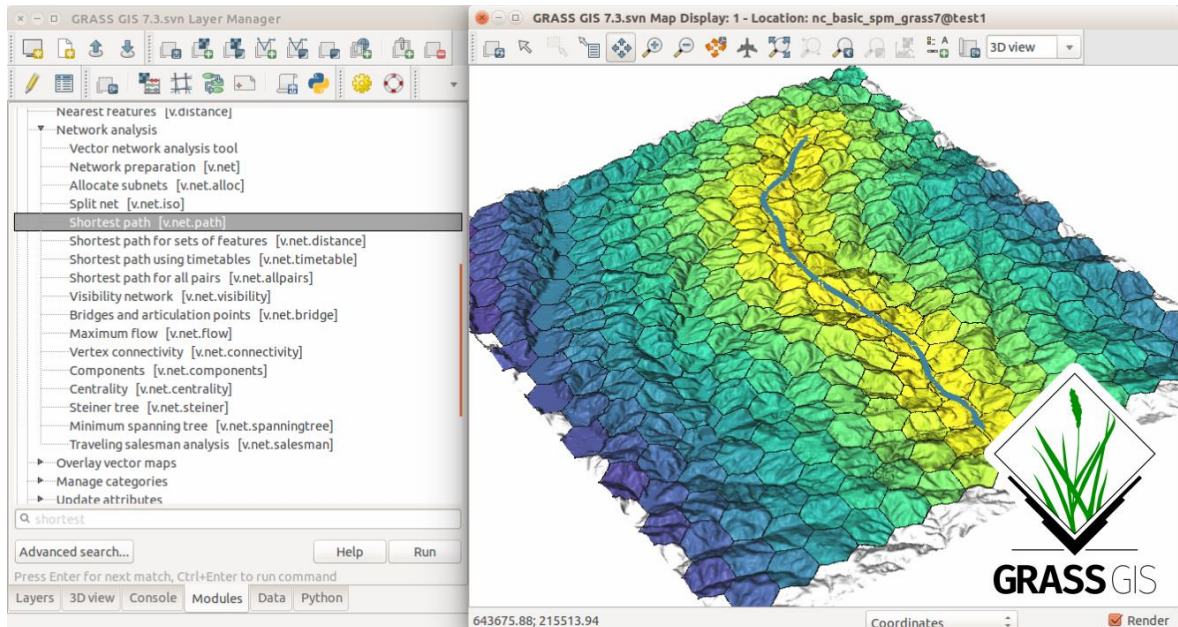 GRASS GIS 7.3.svn Layer Manager
Nearest features [v.distance]
Network analysis
Vector network analysis tool
Network preparation [v.net]
Allocate subnets [v.net.alloc]
Split net [v.net.iso]
Shortest path [v.net.path]
Shortest path for sets of features [v.net.distance]
Shortest path using timetables [v.net.timetable]
Shortest path for all pairs [v.net.allpairs]
Visibility network [v.net.visibility]
Bridges and articulation points [v.net.bridge]
Maximum flow [v.net.flow]
Vertex connectivity [v.net.connectivity]
Components [v.net.components]
Centrality [v.net.centrality]
Steiner tree [v.net.steiner]
Minimum spanning tree [v.net.spanningtree]
Traveling salesman analysis [v.net.salesman]
Overlay vector maps
Manage categories
Update attributes
shortest
Advanced search... Help Run
Press Enter for next match, Ctrl+Enter to run command
Layers 3D view Console Modules Data Python
GRASS GIS 7.3.svn Map Display: 1 - Location: nc_basic_spm_grass7@test1
3D view
GRASS GIS
643675.88; 215513.94 Coordinates Render